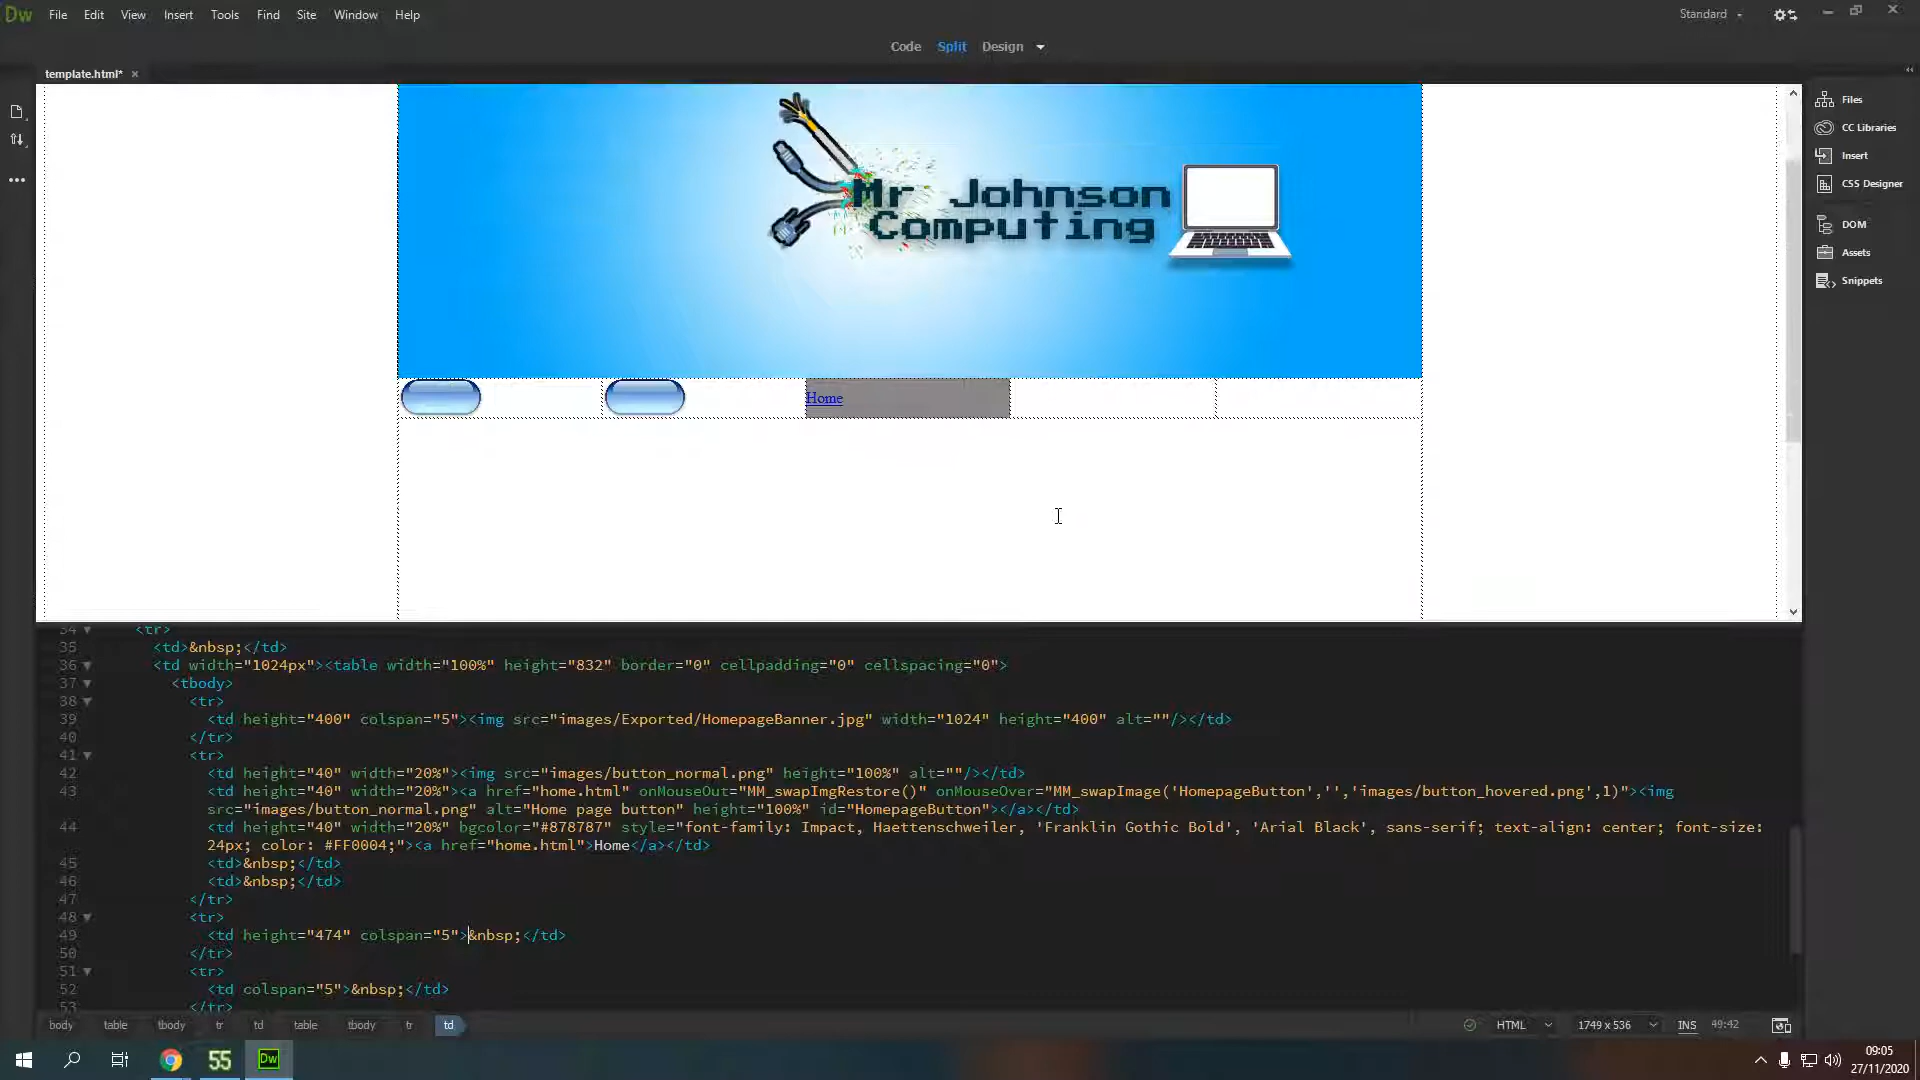 Dw File Edit View Insert Tools Find Site Window Help Standard
Code Split Design
template.html* ×
Mr Johnson
Computing
Home
Files
CC Libraries
Insert
CSS Designer
DOM
Assets
Snippets
34 <tr>
35 <td>&nbsp;</td>
36 <td width="1024px"><table width="100%" height="832" border="0" cellpadding="0" cellspacing="0">
37 <tbody>
38 <tr>
39 <td height="400" colspan="5"><img src="images/Exported/HomepageBanner.jpg" width="1024" height="400" alt=""/></td>
40 </tr>
41 <tr>
42 <td height="40" width="20%"><img src="images/button_normal.png" height="100%" alt=""/></td>
43 <td height="40" width="20%"><a href="home.html" onMouseOut="MM_swapImgRestore()" onMouseOver="MM_swapImage('HomepageButton','','images/button_hovered.png',1)"><img
src="images/button_normal.png" alt="Home page button" height="100%" id="HomepageButton"></a></td>
44 <td height="40" width="20%" bgcolor="#878787" style="font-family: Impact, Haettenschweiler, 'Franklin Gothic Bold', 'Arial Black', sans-serif; text-align: center; font-size:
24px; color: #FF0004;"><a href="home.html">Home</a></td>
45 <td>&nbsp;</td>
46 <td>&nbsp;</td>
47 </tr>
48 <tr>
49 <td height="474" colspan="5">&nbsp;</td>
50 </tr>
51 <tr>
52 <td colspan="5">&nbsp;</td>
53 </tr>
body table tbody tr td table tbody tr td HTML 1749 x 536 INS 49:42
55 Dw 09:05
27/11/2020